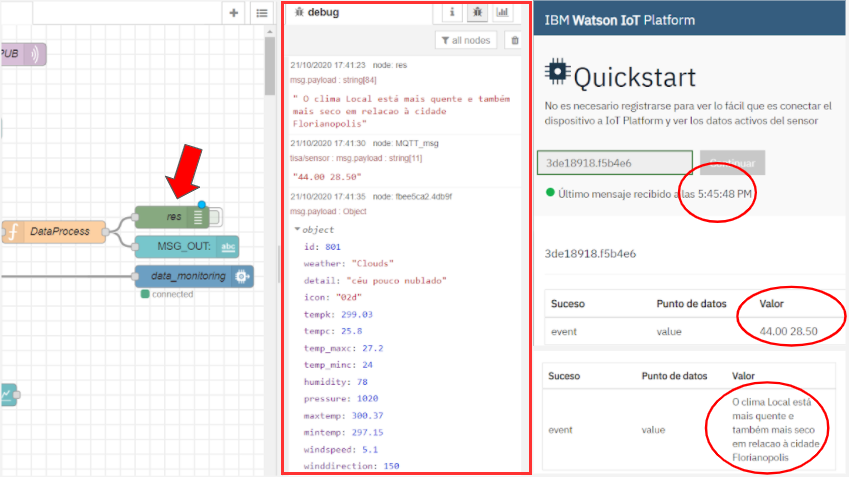 PUB
DataProcess
res
MSG_OUT:
abc
data_monitoring
connected
debug
i
all nodes
21/10/2020 17:41:23 node: res
msg.payload : string[84]
" O clima Local está mais quente e também
mais seco em relacao à cidade
Florianopolis"
21/10/2020 17:41:30 node: MQTT_msg
tisa/sensor : msg.payload : string[11]
"44.00 28.50"
21/10/2020 17:41:35 node: fbee5ca2.4db9f
msg.payload : Object
object
id: 801
weather: "Clouds"
detail: "céu pouco nublado"
icon: "02d"
tempk: 299.03
tempc: 25.8
temp_maxc: 27.2
temp_minc: 24
humidity: 78
pressure: 1020
maxtemp: 300.37
mintemp: 297.15
windspeed: 5.1
winddirection: 150
IBM Watson IoT Platform
Quickstart
No es necesario registrarse para ver lo fácil que es conectar el
dispositivo a IoT Platform y ver los datos activos del sensor
3de18918.f5b4e6
Continuar
Último mensaje recibido a las 5:45:48 PM
3de18918.f5b4e6
Suceso Punto de datos Valor
event value 44.00 28.50
Suceso Punto de datos Valor
O clima Local está
mais quente e
event value também mais seco
em relacao à cidade
Florianopolis